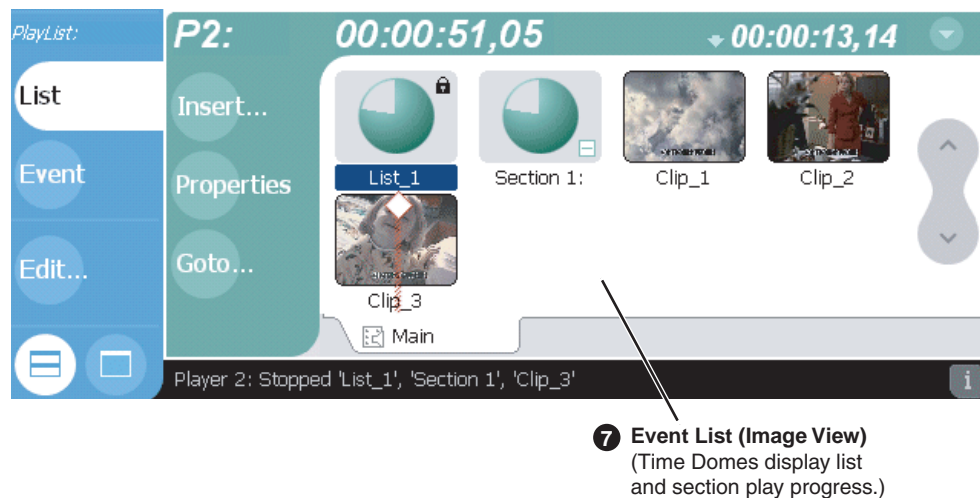 PlayList:
P2:
00:00:51,05
00:00:13,14
List
Event
Edit...
Insert...
Properties
Goto...
List_1
Section 1:
Clip_1
Clip_2
Clip_3
Main
Player 2: Stopped 'List_1', 'Section 1', 'Clip_3'
i
7 Event List (Image View)
(Time Domes display list
and section play progress.)